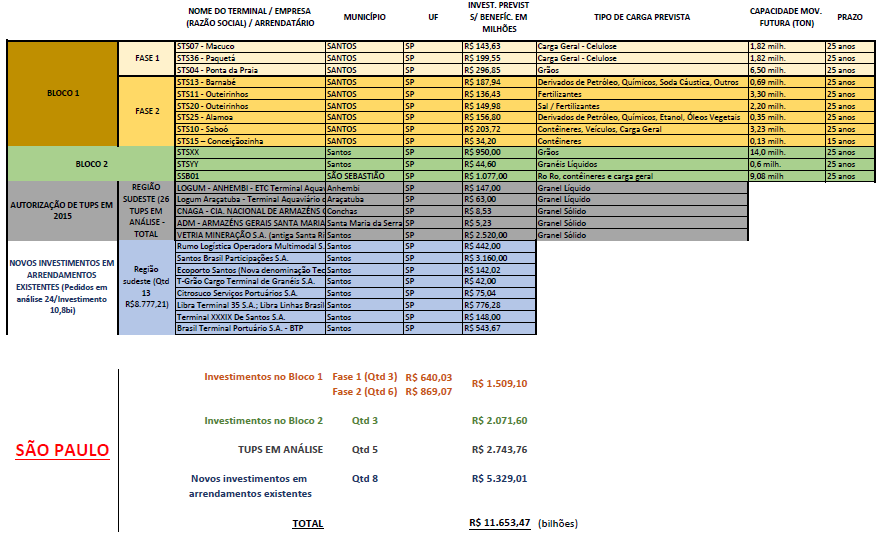 NOME DO TERMINAL / EMPRESA (RAZÃO SOCIAL) / ARRENDATÁRIO MUNICÍPIO UF INVEST. PREVIST S/ BENEFÍC. EM MILHÕES TIPO DE CARGA PREVISTA CAPACIDADE MOV. FUTURA (TON) PRAZO
BLOCO 1
FASE 1
STS07 - Macuco SANTOS SP R$ 143,63 Carga Geral - Celulose 1,82 milh. 25 anos
STS36 - Paquetá SANTOS SP R$ 199,55 Carga Geral - Celulose 1,82 milh. 25 anos
STS04 - Ponta da Praia SANTOS SP R$ 296,85 Grãos 6,50 milh. 25 anos
FASE 2
STS13 - Barnabé SANTOS SP R$ 187,94 Derivados de Petróleo, Químicos, Soda Cáustica, Outros 0,69 milh. 25 anos
STS11 - Outeirinhos SANTOS SP R$ 136,43 Fertilizantes 3,30 milh. 25 anos
STS20 - Outeirinhos SANTOS SP R$ 149,98 Sal / Fertilizantes 2,20 milh. 25 anos
STS25 - Alamoa SANTOS SP R$ 156,80 Derivados de Petróleo, Químicos, Etanol, Óleos Vegetais 0,35 milh. 25 anos
STS10 - Saboó SANTOS SP R$ 203,72 Contêineres, Veículos, Carga Geral 3,23 milh. 25 anos
STS15 – Conceiçãozinha SANTOS SP R$ 34,20 Contêineres 0,13 milh. 15 anos
BLOCO 2
STSXX Santos SP R$ 950,00 Grãos 14,0 milh. 25 anos
STSYY Santos SP R$ 44,60 Granéis Líquidos 0,6 milh. 25 anos
SSB01 SÃO SEBASTIÃO SP R$ 1.077,00 Ro Ro, contêineres e carga geral 9,08 milh 25 anos
AUTORIZAÇÃO DE TUPS EM 2015
REGIÃO SUDESTE (26 TUPS EM ANÁLISE - TOTAL
LOGUM - ANHEMBI - ETC Terminal Aquav Anhembi SP R$ 147,00 Granel Líquido
Logum Araçatuba - Terminal Aquaviário d Araçatuba SP R$ 63,00 Granel Líquido
CNAGA - CIA. NACIONAL DE ARMAZÉNS G Conchas SP R$ 8,53 Granel Sólido
ADM - ARMAZÉNS GERAIS SANTA MARIA Santa Maria da Serra SP R$ 5,23 Granel Sólido
VETRIA MINERAÇÃO S.A. (antiga Santa Ri Santos SP R$ 2.520,00 Granel Sólido
NOVOS INVESTIMENTOS EM ARRENDAMENTOS EXISTENTES (Pedidos em análise 24/Investimento 10,8bi)
Região sudeste (Qtd 13 R$8.777,21)
Rumo Logística Operadora Multimodal S. Santos SP R$ 442,00
Santos Brasil Participações S.A. Santos SP R$ 3.160,00
Ecoporto Santos (Nova denominação Tec Santos SP R$ 142,02
T-Grão Cargo Terminal de Granéis S.A. Santos SP R$ 42,00
Citrosuco Serviços Portuários S.A. Santos SP R$ 75,04
Libra Terminal 35 S.A.; Libra Linhas Brasil Santos SP R$ 776,28
Terminal XXXIX De Santos S.A. Santos SP R$ 148,00
Brasil Terminal Portuário S.A. - BTP Santos SP R$ 543,67
SÃO PAULO
Investimentos no Bloco 1 Fase 1 (Qtd 3) R$ 640,03 R$ 1.509,10
Fase 2 (Qtd 6) R$ 869,07
Investimentos no Bloco 2 Qtd 3 R$ 2.071,60
TUPS EM ANÁLISE Qtd 5 R$ 2.743,76
Novos investimentos em Qtd 8 R$ 5.329,01
arrendamentos existentes
TOTAL R$ 11.653,47 (bilhões)